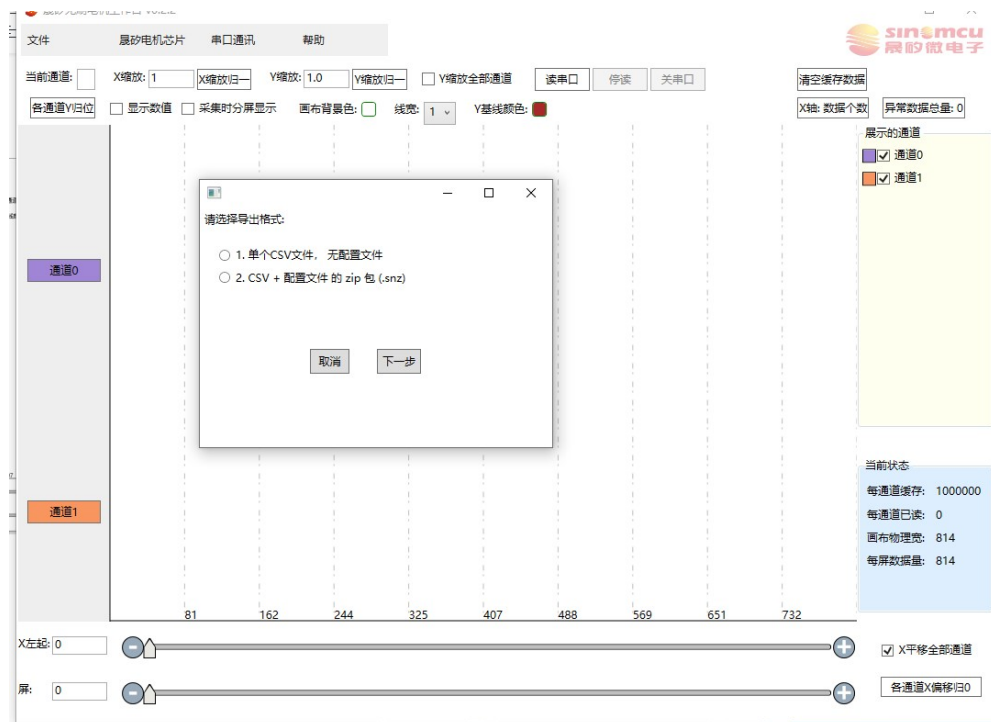 文件 晟矽电机芯片 串口通讯 帮助
sinomcu
晟矽微电子
当前通道: X缩放: 1 X缩放归一 Y缩放: 1.0 Y缩放归一 Y缩放全部通道 读串口 停读 关串口 清空缓存数据
各通道Y归位 显示数值 采集时分屏显示 画布背景色: 线宽: 1 Y基线颜色: X轴: 数据个数 异常数据总量: 0
展示的通道
通道0
通道1
请选择导出格式:
1. 单个CSV文件, 无配置文件
2. CSV + 配置文件 的 zip 包 (.snz)
取消 下一步
通道0
通道1
当前状态
每通道缓存: 1000000
每通道已读: 0
画布物理宽: 814
每屏数据量: 814
81 162 244 325 407 488 569 651 732
X左起: 0
X平移全部通道
屏: 0
各通道X偏移归0